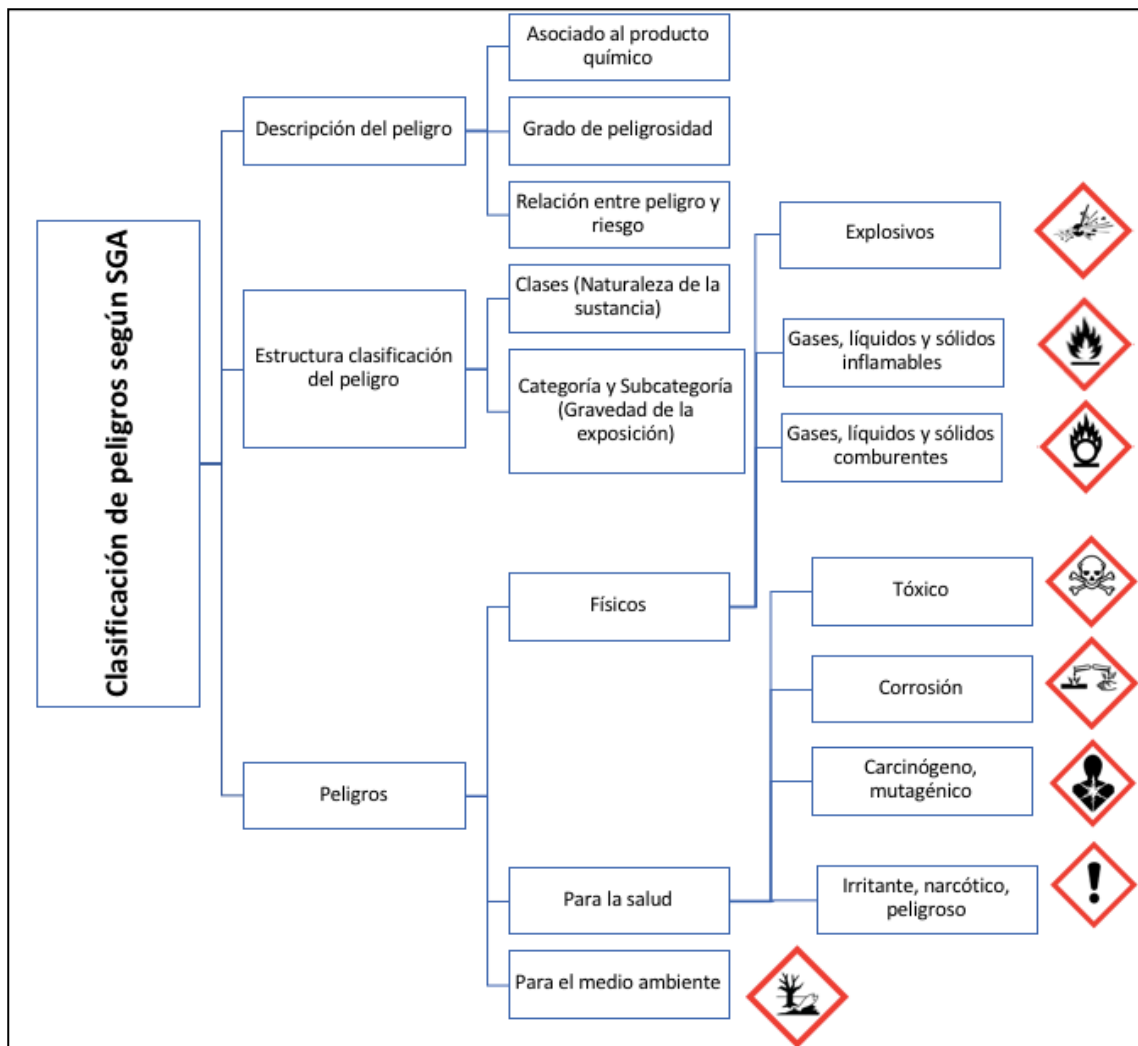 Clasificación de peligros según SGA
Descripción del peligro
Asociado al producto
químico
Grado de peligrosidad
Relación entre peligro y
riesgo
Estructura clasificación
del peligro
Clases (Naturaleza de la
sustancia)
Categoría y Subcategoría
(Gravedad de la
exposición)
Peligros
Físicos
Explosivos
Gases, líquidos y sólidos
inflamables
Gases, líquidos y sólidos
comburentes
Para la salud
Tóxico
Corrosión
Carcinógeno,
mutagénico
Irritante, narcótico,
peligroso
Para el medio ambiente